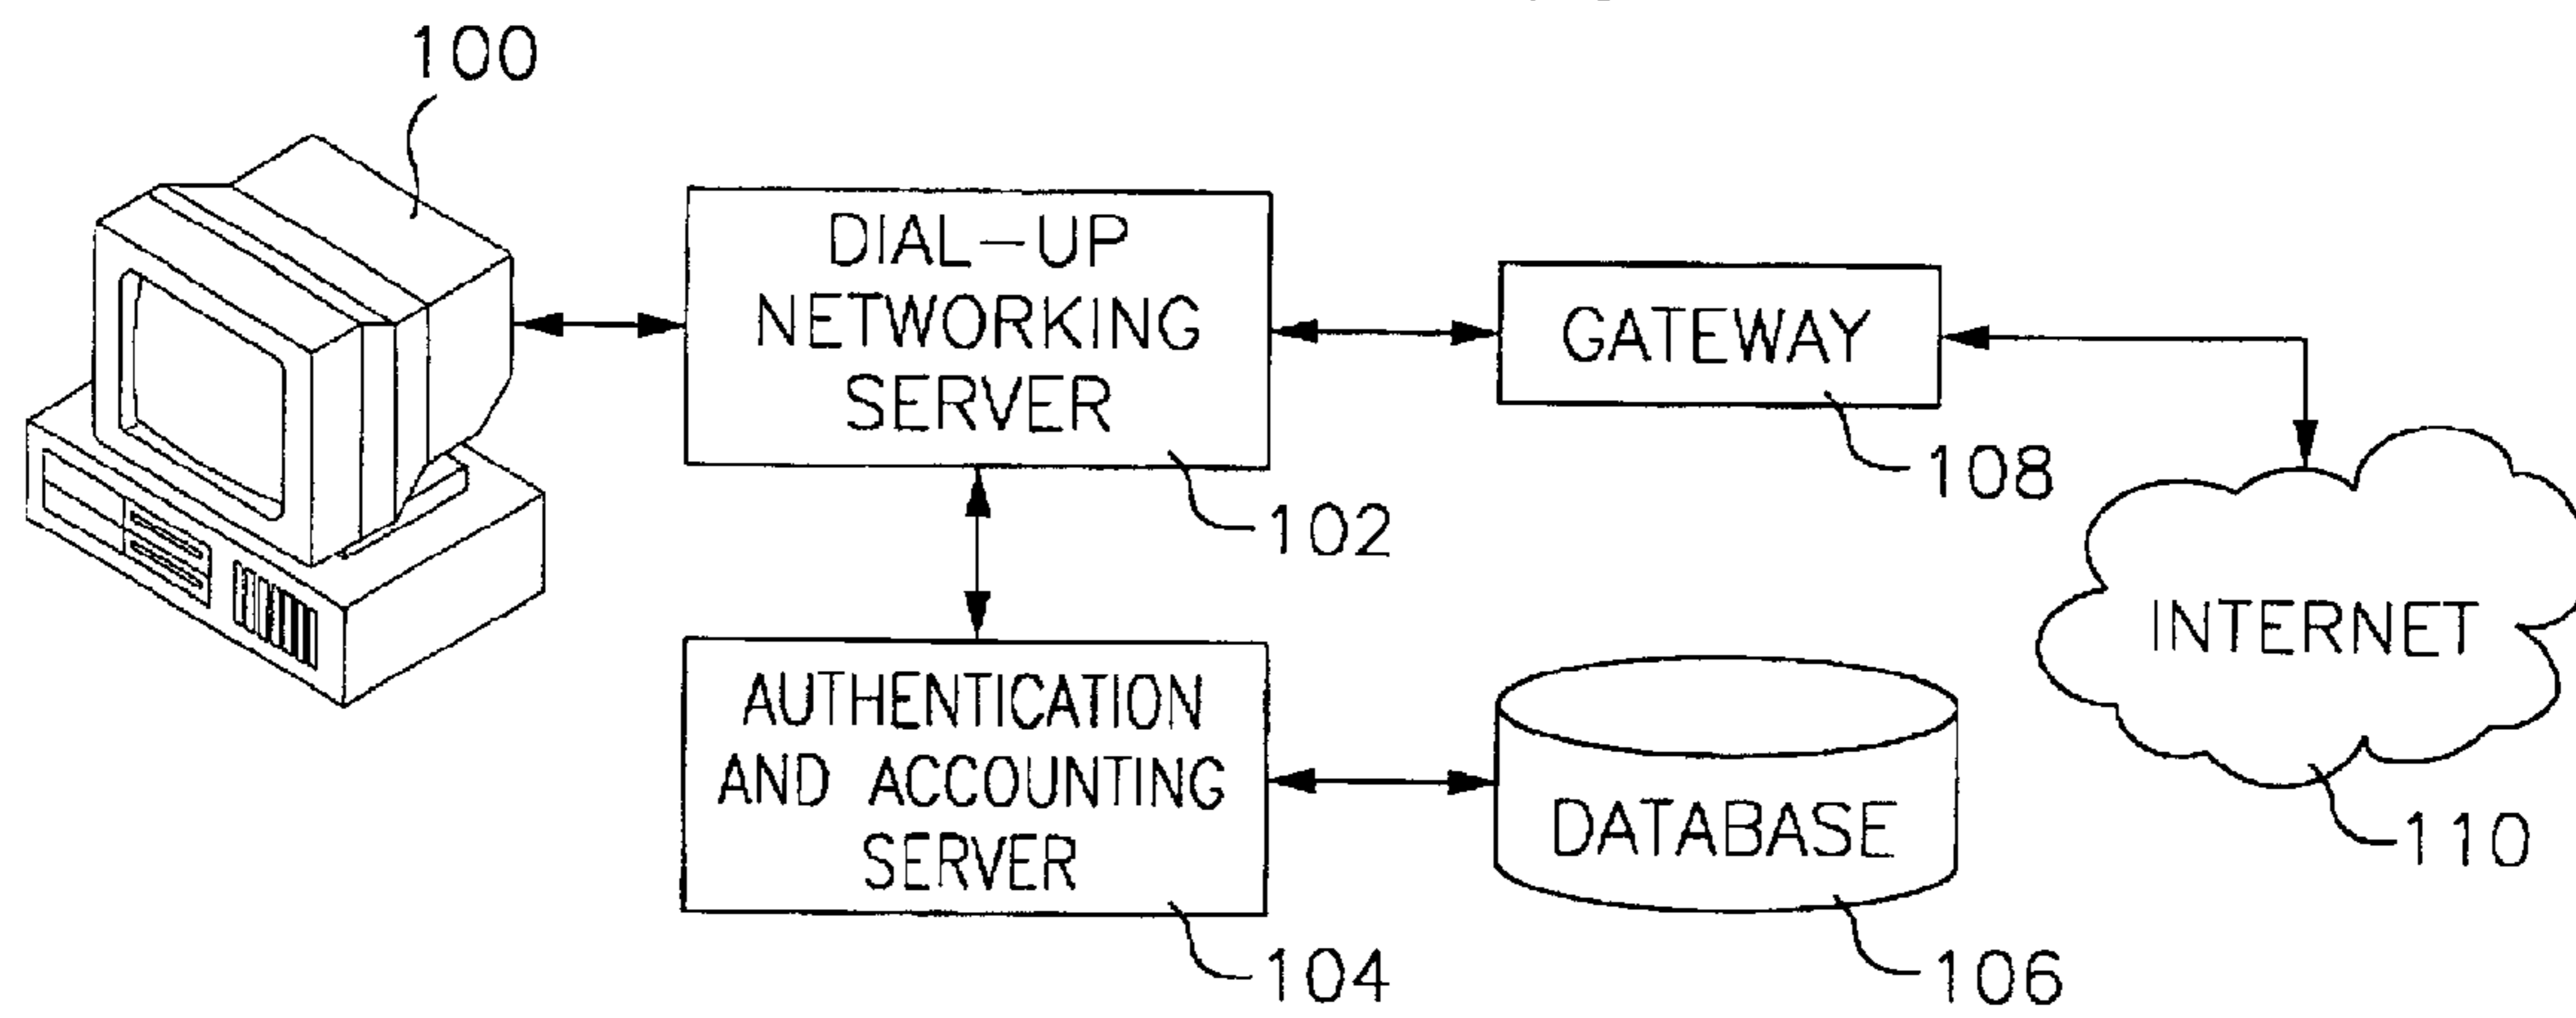 100
DIAL-UP
NETWORKING
SERVER
102
GATEWAY
108
INTERNET
110
AUTHENTICATION
AND ACCOUNTING
SERVER
104
DATABASE
106